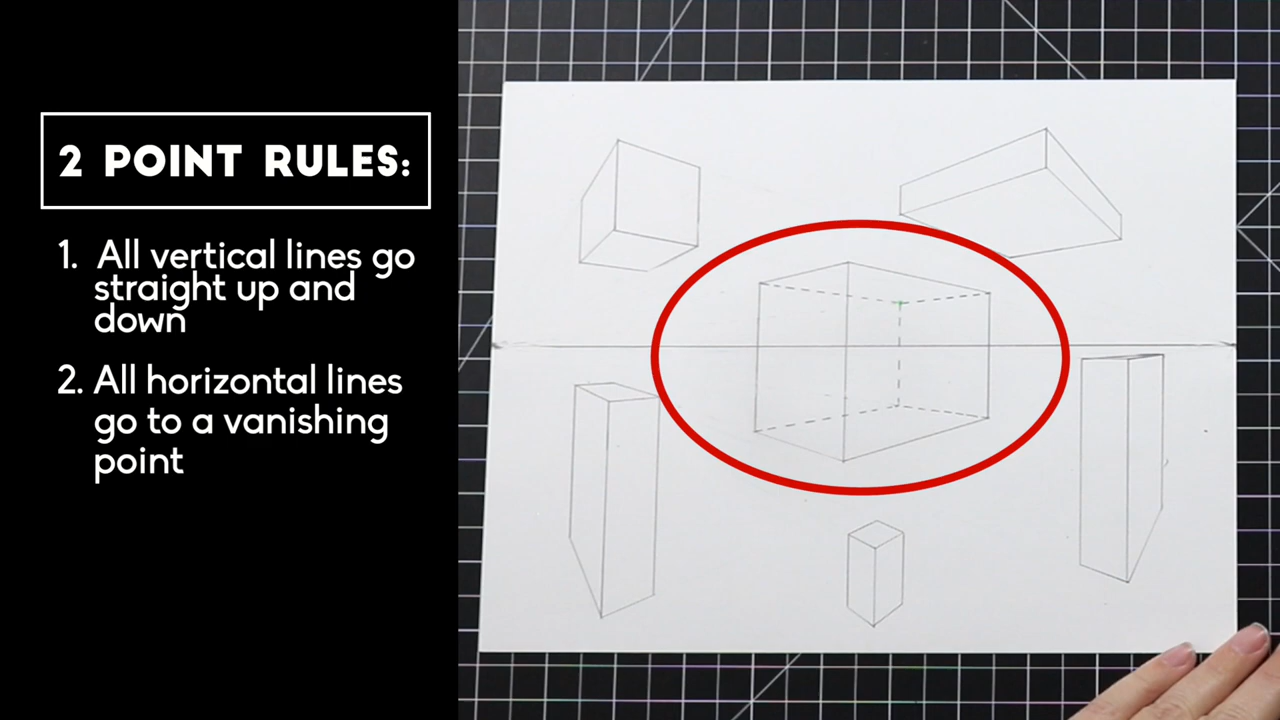 2 POINT RULES:
1. All vertical lines go
straight up and
down
2. All horizontal lines
go to a vanishing
point